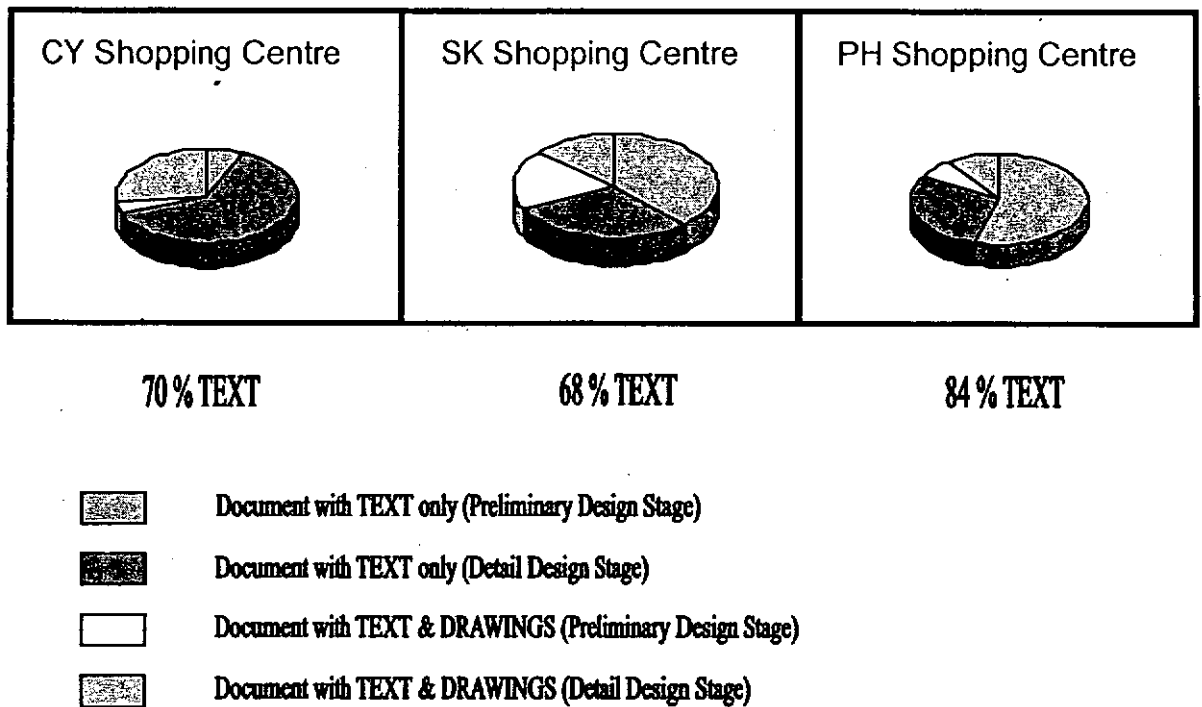 CY Shopping Centre
SK Shopping Centre
PH Shopping Centre
70 % TEXT
68 % TEXT
84 % TEXT
Document with TEXT only (Preliminary Design Stage)
Document with TEXT only (Detail Design Stage)
Document with TEXT & DRAWINGS (Preliminary Design Stage)
Document with TEXT & DRAWINGS (Detail Design Stage)